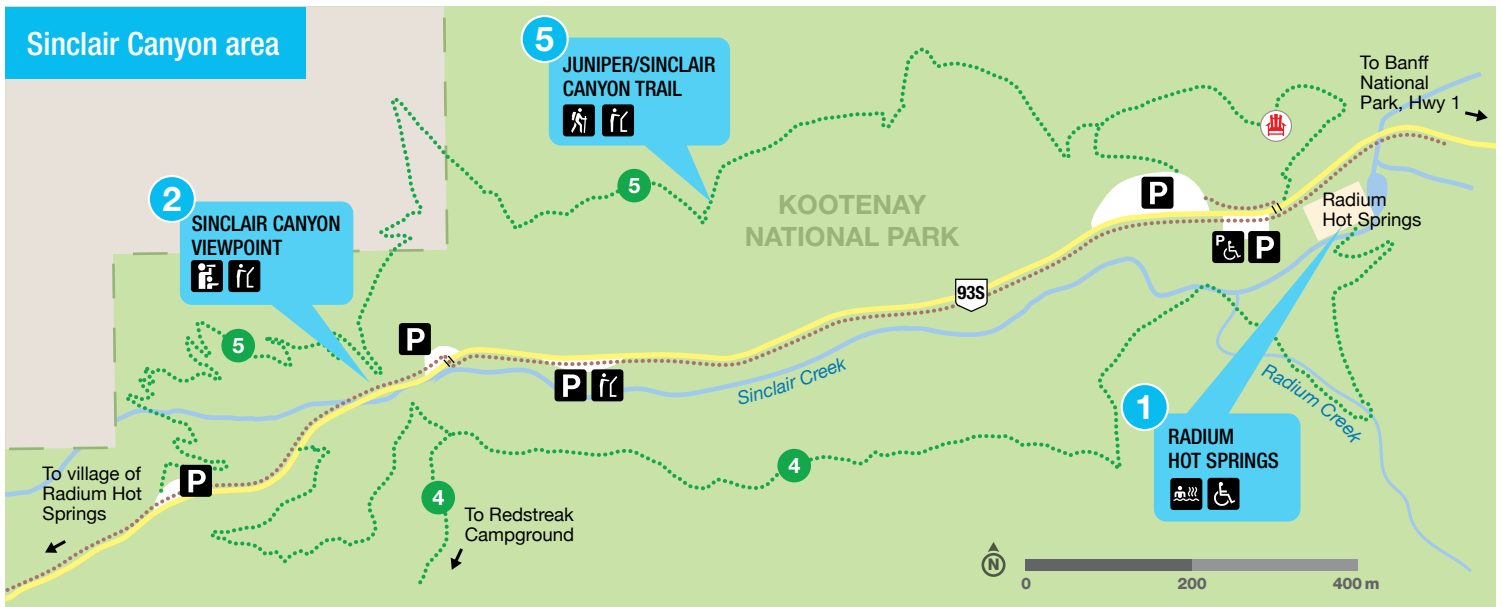 Sinclair Canyon area
5
JUNIPER/SINCLAIR
CANYON TRAIL
To Banff
National
Park, Hwy 1
2
SINCLAIR CANYON
VIEWPOINT
5
KOOTENAY
NATIONAL PARK
P
Radium
Hot Springs
P
P
93S
5
P
P
Sinclair Creek
Radium Creek
1
RADIUM
HOT SPRINGS
4
To village of
Radium Hot
Springs
P
4
To Redstreak
Campground
N
0
200
400 m